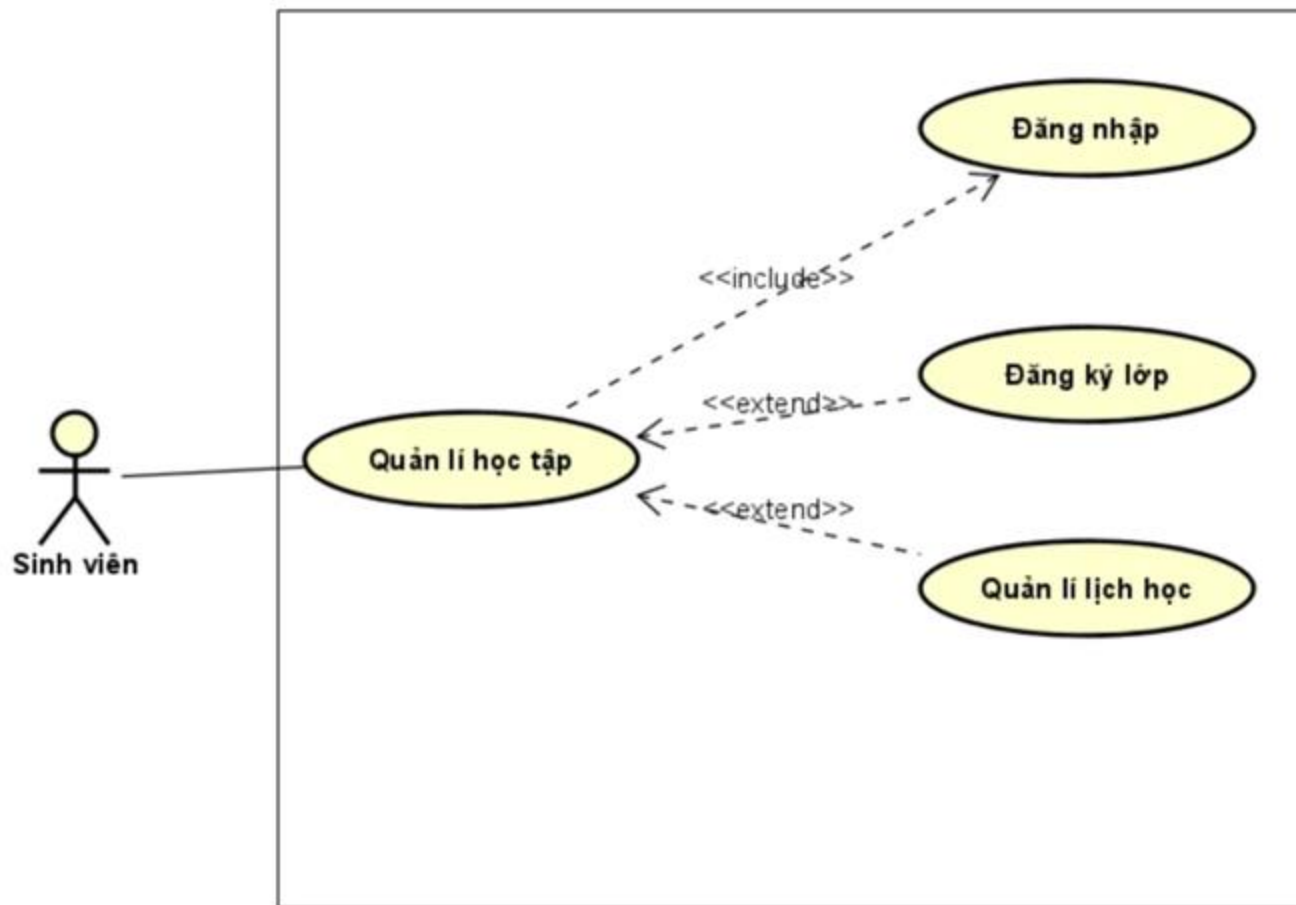 Đăng nhập
<<include>>
Đăng ký lớp
<<extend>>
Quản lí học tập
<<extend>>
Sinh viên
Quản lí lịch học